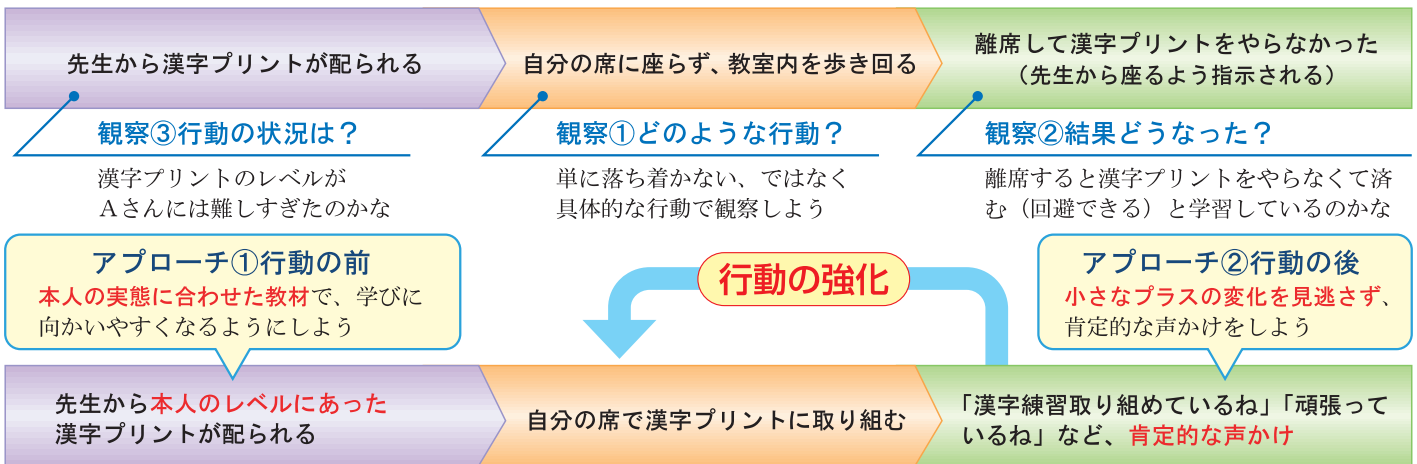 先生から漢字プリントが配られる
自分の席に座らず、教室内を歩き回る
離席して漢字プリントをやらなかった
（先生から座るよう指示される）
観察③行動の状況は？
漢字プリントのレベルが
Ａさんには難しすぎたのかな
観察①どのような行動？
単に落ち着かない、ではなく
具体的な行動で観察しよう
観察②結果どうなった？
離席すると漢字プリントをやらなくて済
む（回避できる）と学習しているのかな
アプローチ①行動の前
本人の実態に合わせた教材で、学びに
向かいやすくなるようにしよう
行動の強化
アプローチ②行動の後
小さなプラスの変化を見逃さず、
肯定的な声かけをしよう
先生から本人のレベルにあった
漢字プリントが配られる
自分の席で漢字プリントに取り組む
「漢字練習取り組めているね」「頑張って
いるね」など、肯定的な声かけ